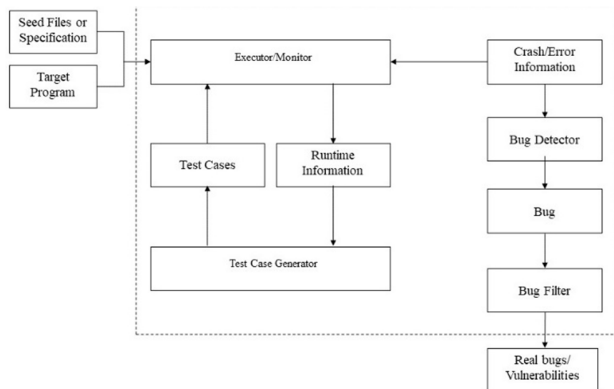 Seed Files or
Specification
Target
Program
Executor/Monitor
Crash/Error
Information
Test Cases
Runtime
Information
Bug Detector
Bug
Test Case Generator
Bug Filter
Real bugs/
Vulnerabilities